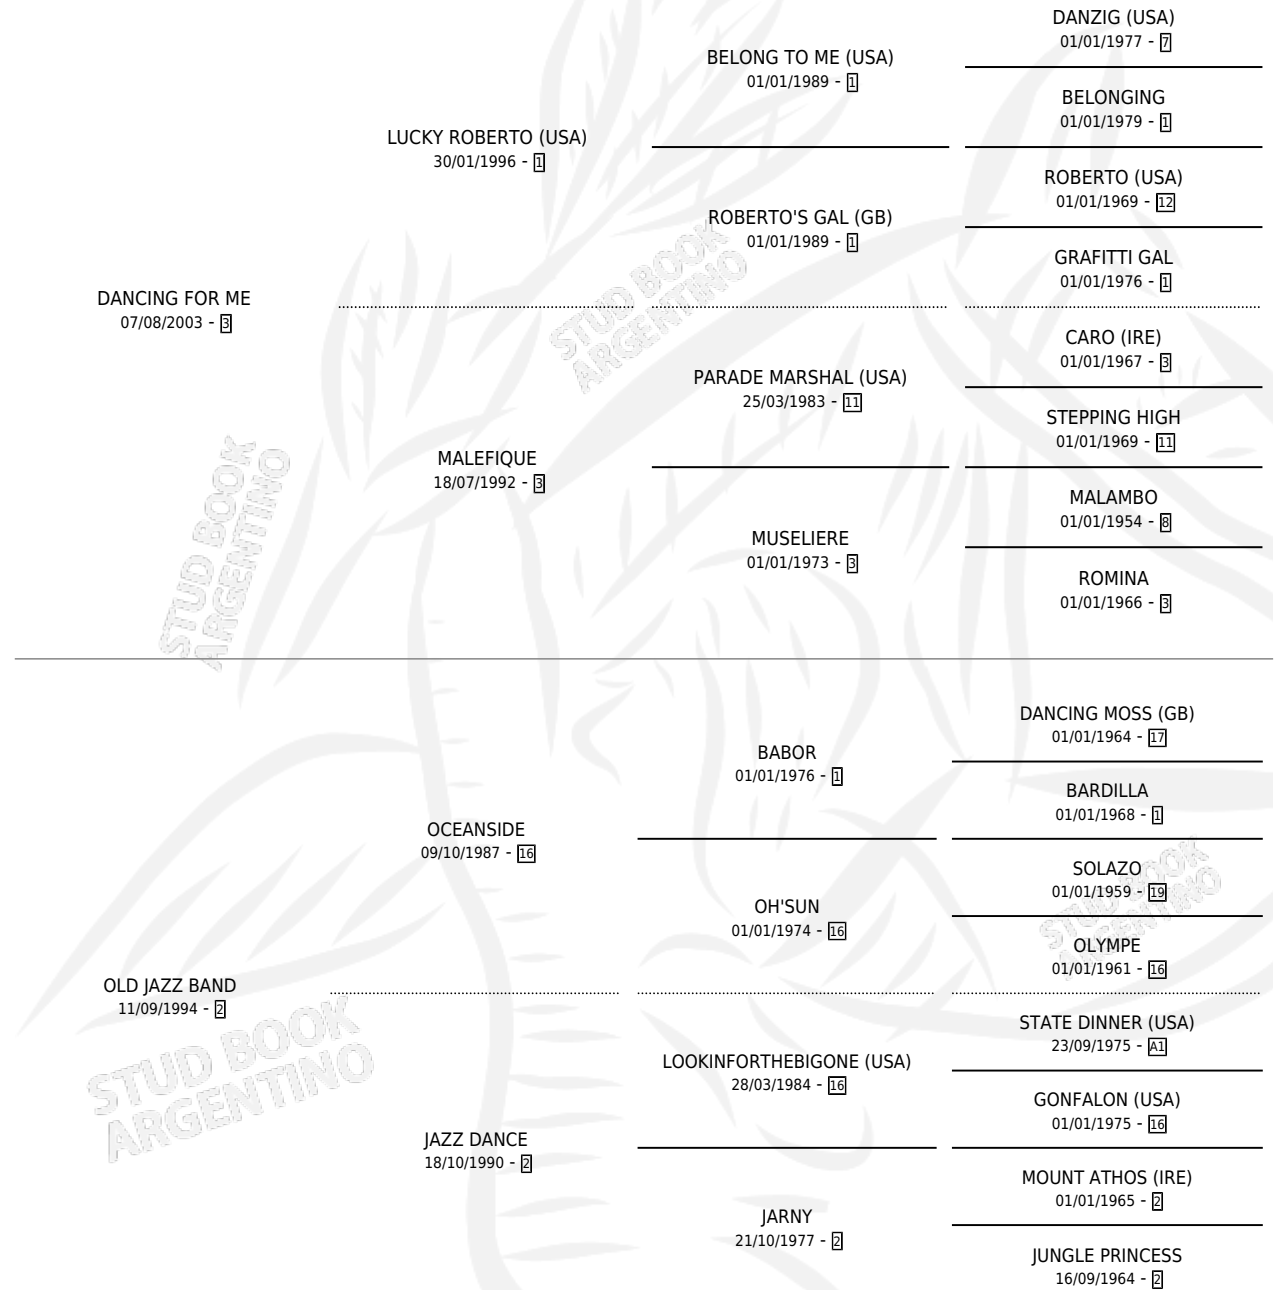 DANZIG (USA)
01/01/1977 - 7
BELONG TO ME (USA)
01/01/1989 - 1
BELONGING
01/01/1979 - 1
LUCKY ROBERTO (USA)
30/01/1996 - 1
ROBERTO (USA)
01/01/1969 - 12
ROBERTO'S GAL (GB)
01/01/1989 - 1
GRAFITTI GAL
01/01/1976 - 1
DANCING FOR ME
07/08/2003 - 3
STUD BOOK
ARGENTINO
CARO (IRE)
01/01/1967 - 3
PARADE MARSHAL (USA)
25/03/1983 - 11
STEPPING HIGH
01/01/1969 - 11
MALEFIQUE
18/07/1992 - 3
MALAMBO
01/01/1954 - 8
MUSELIERE
01/01/1973 - 3
ROMINA
01/01/1966 - 3
STUD BOOK
ARGENTINO
DANCING MOSS (GB)
01/01/1964 - 17
BABOR
01/01/1976 - 1
BARDILLA
01/01/1968 - 1
OCEANSIDE
09/10/1987 - 16
SOLAZO
01/01/1959 - 19
OH'SUN
01/01/1974 - 16
OLYMPE
01/01/1961 - 16
STUD BOOK
ARGENTINO
OLD JAZZ BAND
11/09/1994 - 2
STATE DINNER (USA)
23/09/1975 - A1
LOOKINFORTHEBIGONE (USA)
28/03/1984 - 16
GONFALON (USA)
01/01/1975 - 16
STUD BOOK
ARGENTINO
JAZZ DANCE
18/10/1990 - 2
MOUNT ATHOS (IRE)
01/01/1965 - 2
JARNY
21/10/1977 - 2
JUNGLE PRINCESS
16/09/1964 - 2